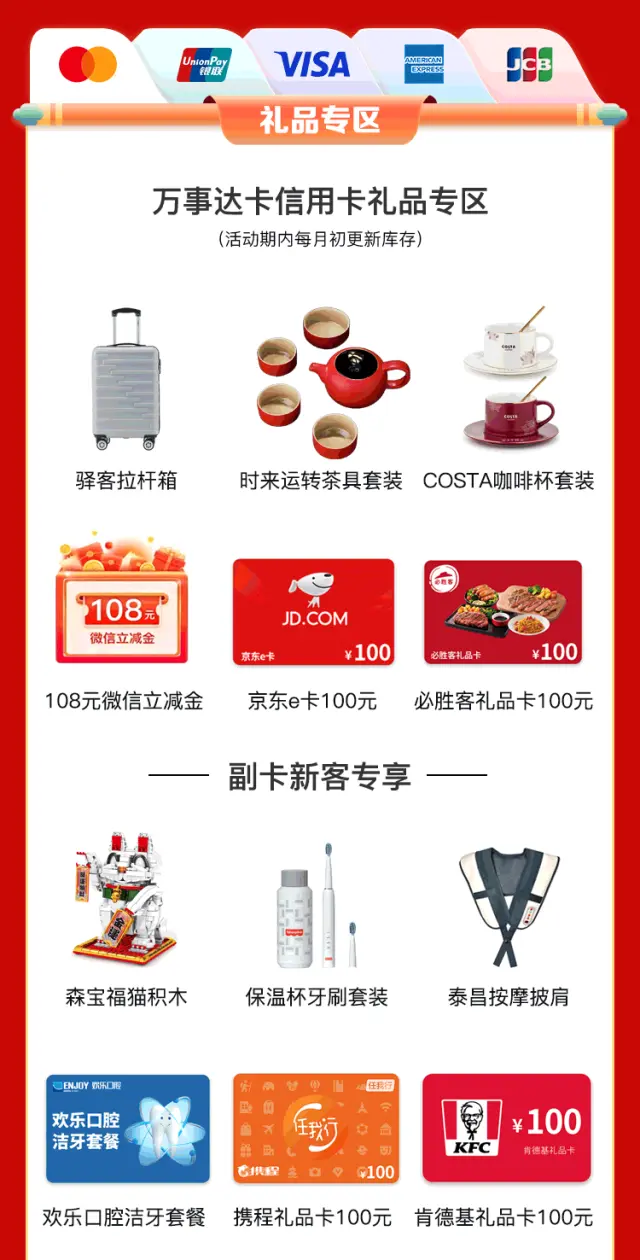 UnionPay
银联
VISA
AMERICAN
EXPRESS
JCB
礼品专区
万事达卡信用卡礼品专区
(活动期内每月初更新库存)
COSTA
COSTA
驿客拉杆箱
时来运转茶具套装
COSTA咖啡杯套装
108元
微信立减金
JD.COM
京东e卡
¥100
必胜客
必胜客礼品卡
¥100
108元微信立减金
京东e卡100元
必胜客礼品卡100元
副卡新客专享
森宝福猫积木
保温杯牙刷套装
泰昌按摩披肩
ENJOY 欢乐口腔
欢乐口腔
洁牙套餐
任我行
任我行
携程
¥100
KFC
¥100
肯德基礼品卡
欢乐口腔洁牙套餐
携程礼品卡100元
肯德基礼品卡100元